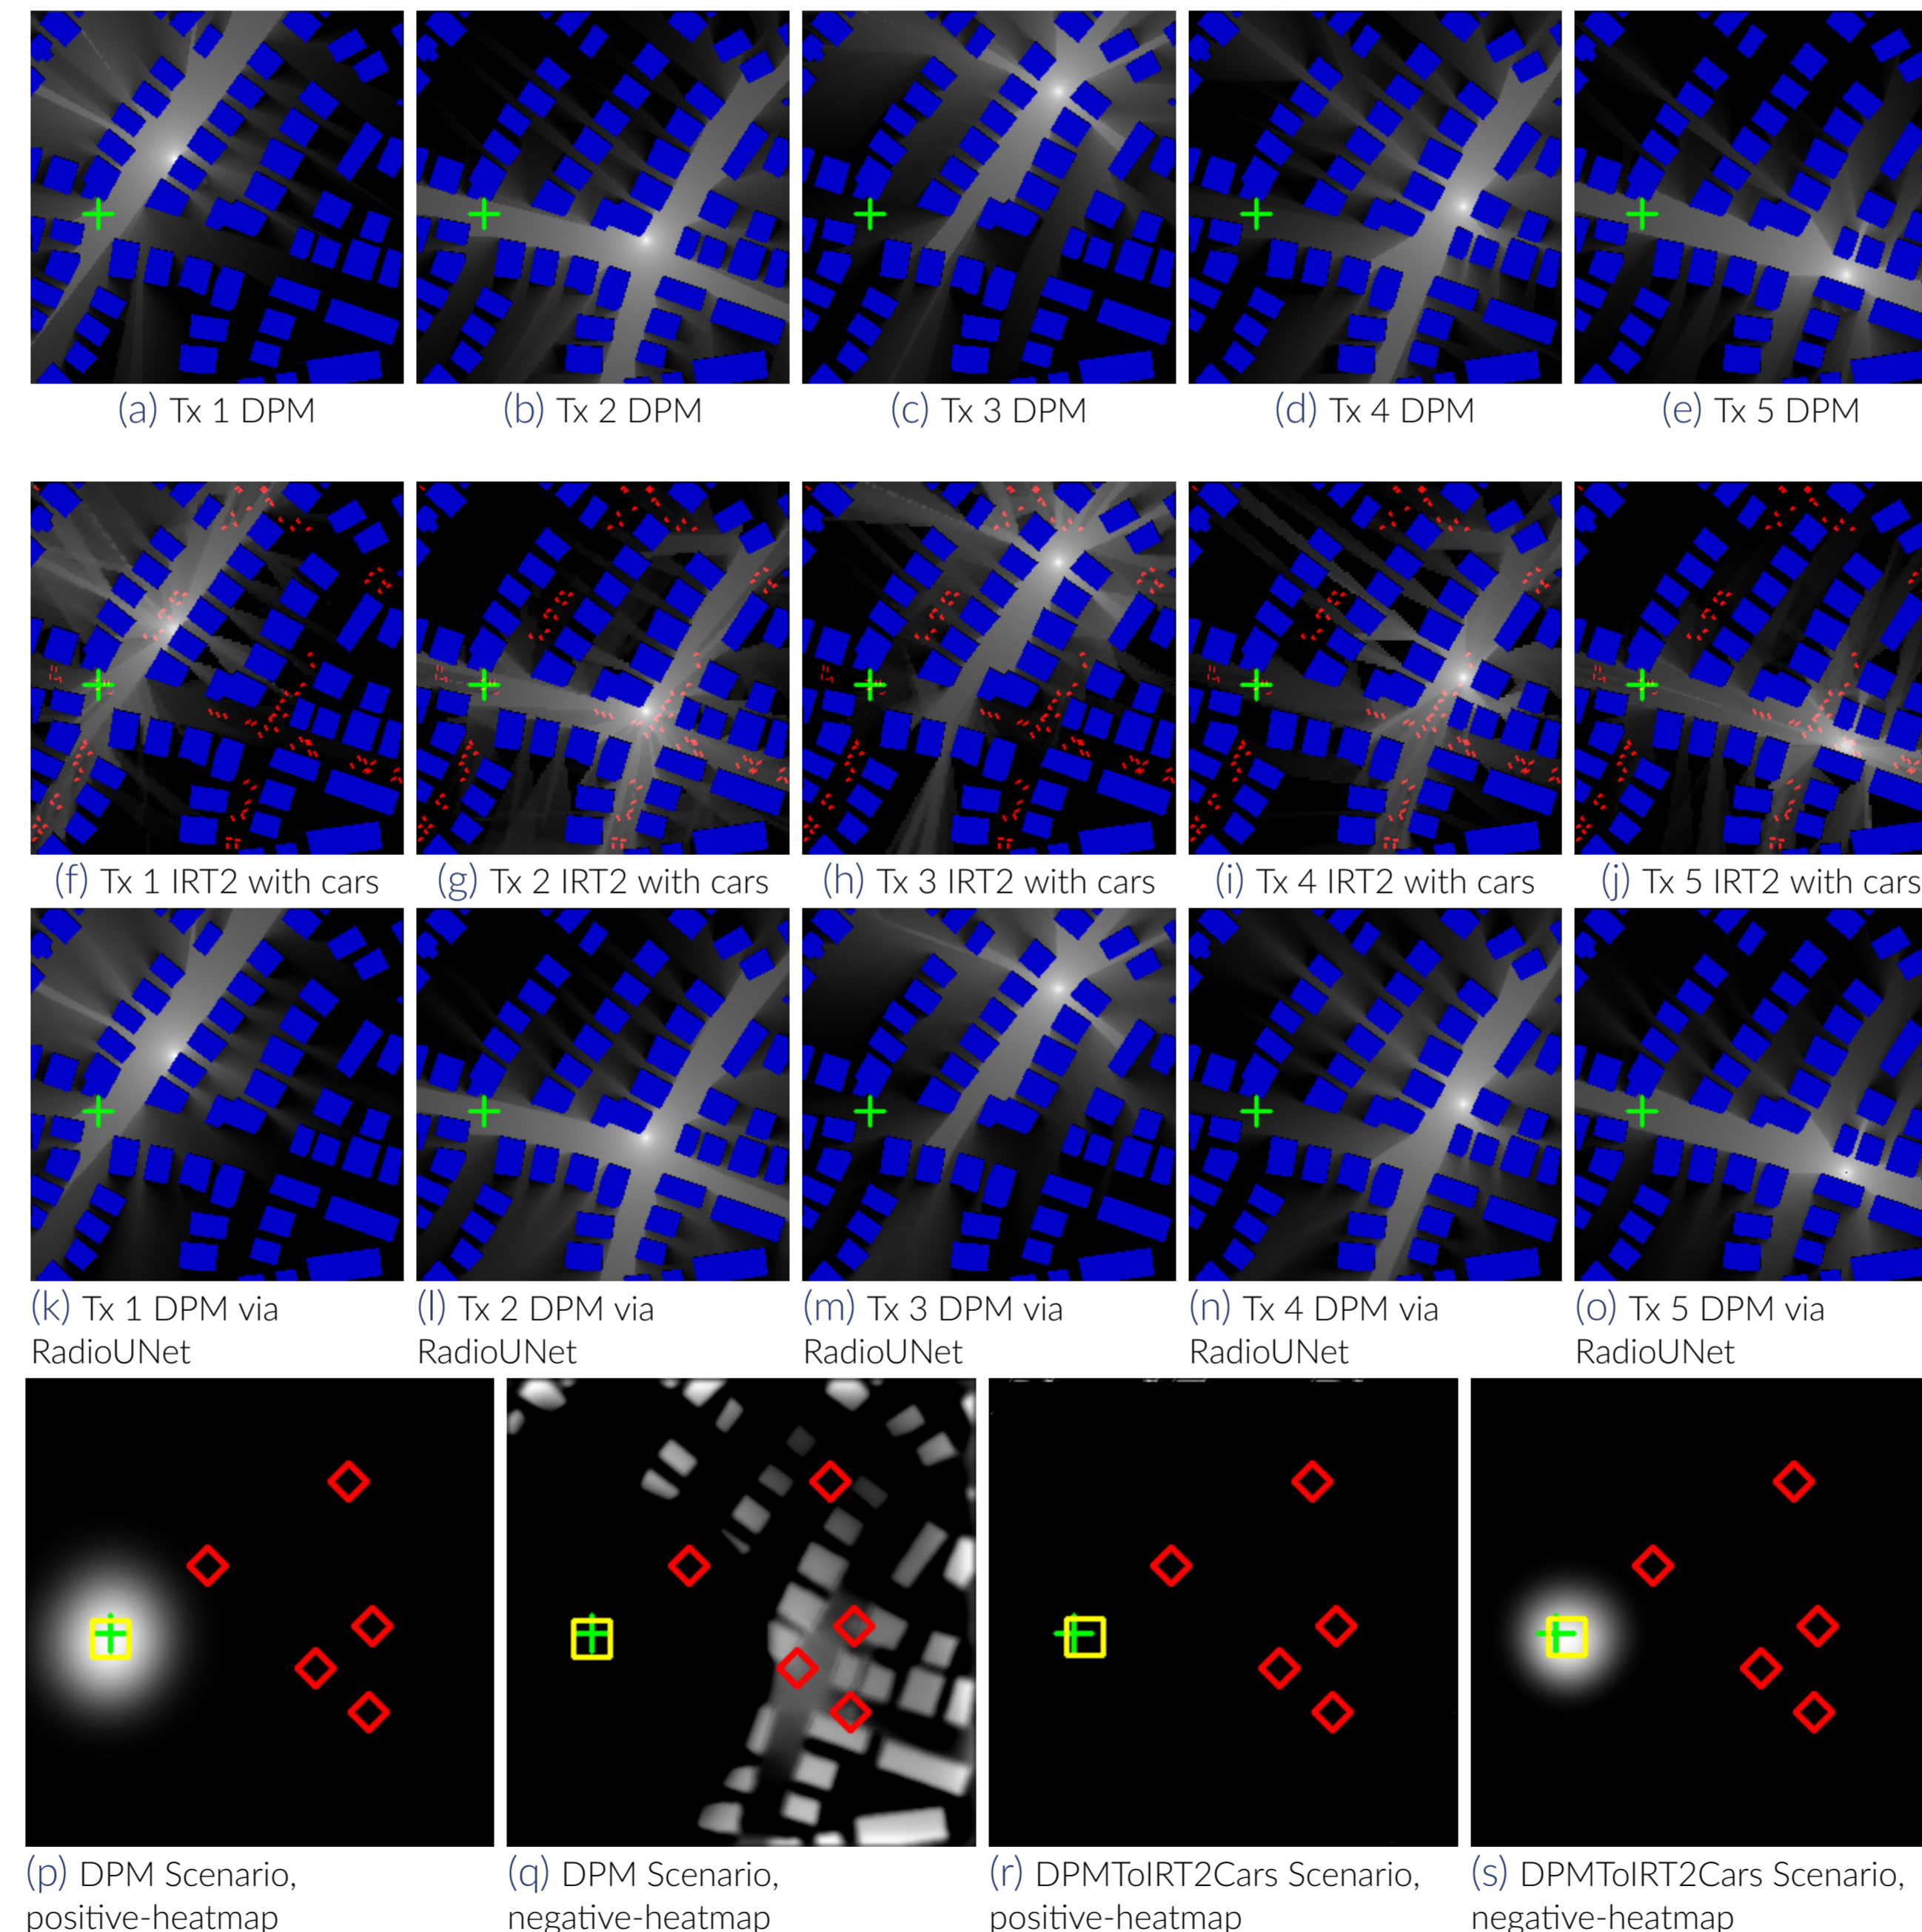 (a) Tx 1 DPM
(b) Tx 2 DPM
(c) Tx 3 DPM
(d) Tx 4 DPM
(e) Tx 5 DPM
(f) Tx 1 IRT2 with cars
(g) Tx 2 IRT2 with cars
(h) Tx 3 IRT2 with cars
(i) Tx 4 IRT2 with cars
(j) Tx 5 IRT2 with cars
(k) Tx 1 DPM via
RadioUNet
(l) Tx 2 DPM via
RadioUNet
(m) Tx 3 DPM via
RadioUNet
(n) Tx 4 DPM via
RadioUNet
(o) Tx 5 DPM via
RadioUNet
(p) DPM Scenario,
positive-heatmap
(q) DPM Scenario,
negative-heatmap
(r) DPMToIRT2Cars Scenario,
positive-heatmap
(s) DPMToIRT2Cars Scenario,
negative-heatmap